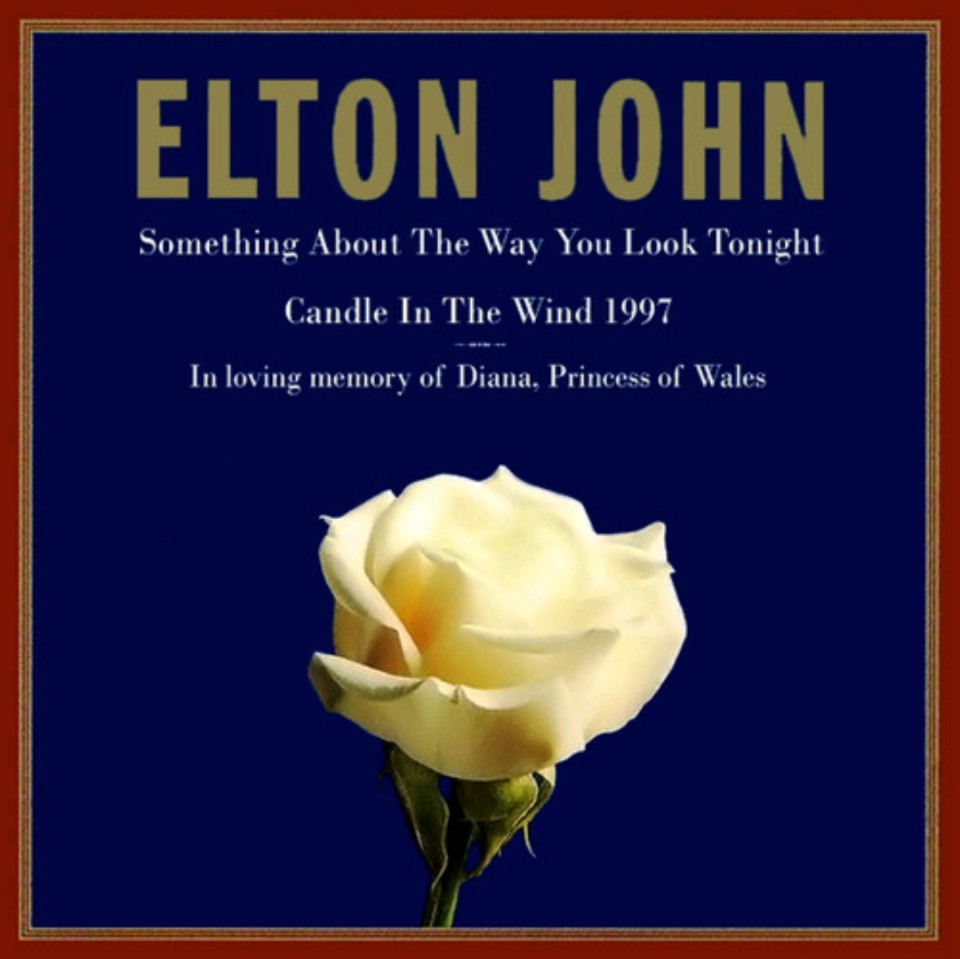 ELTON JOHN
Something About The Way You Look Tonight
Candle In The Wind 1997
In loving memory of Diana, Princess of Wales